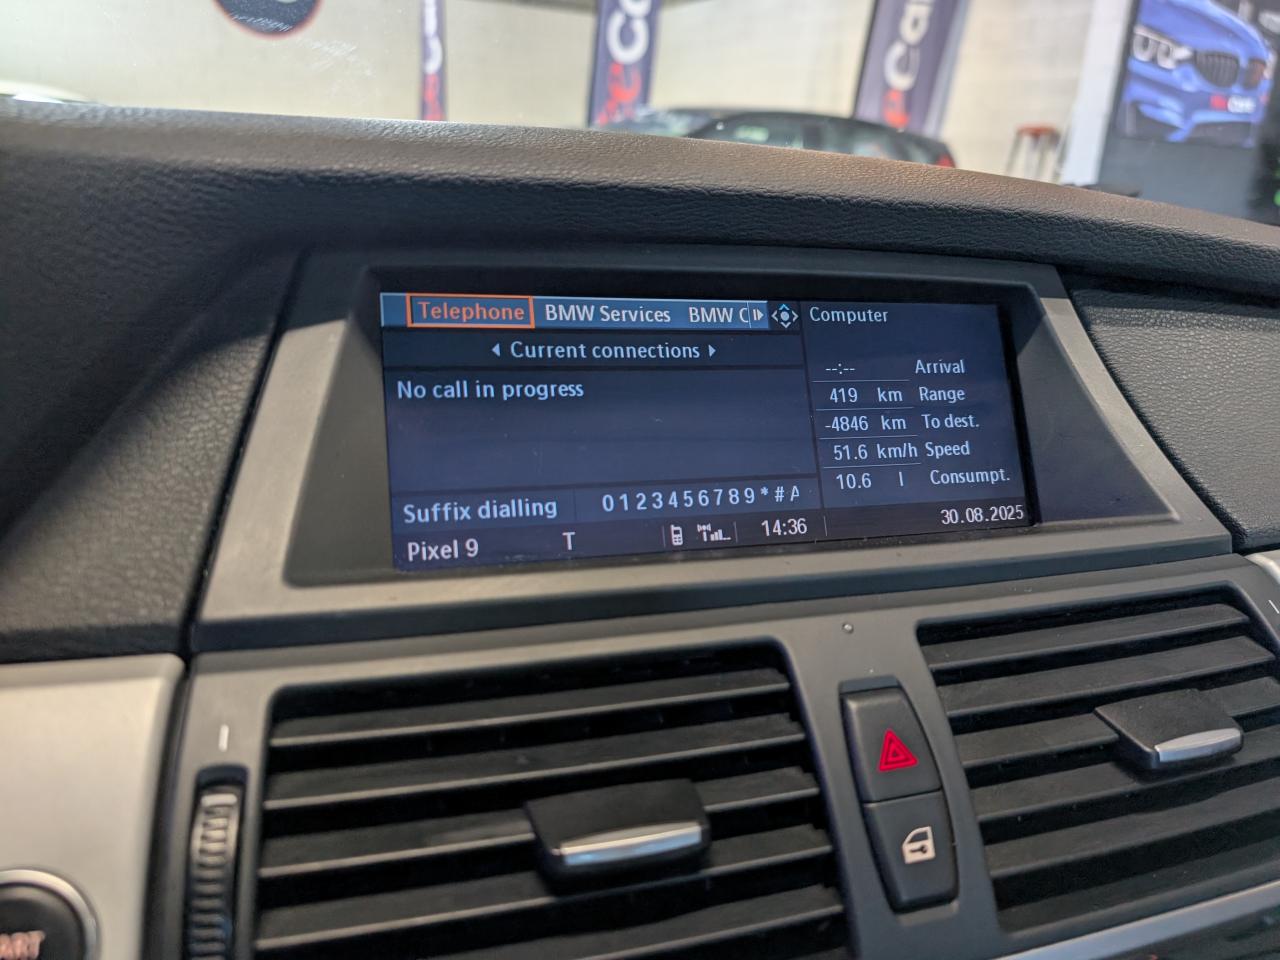 Telephone BMW Services BMW C
Current connections
No call in progress
Suffix dialling 0123456789*#A
Pixel 9 T 14:36
Computer
--:-- Arrival
419 km Range
-4846 km To dest.
51.6 km/h Speed
10.6 l Consumpt.
30.08.2025